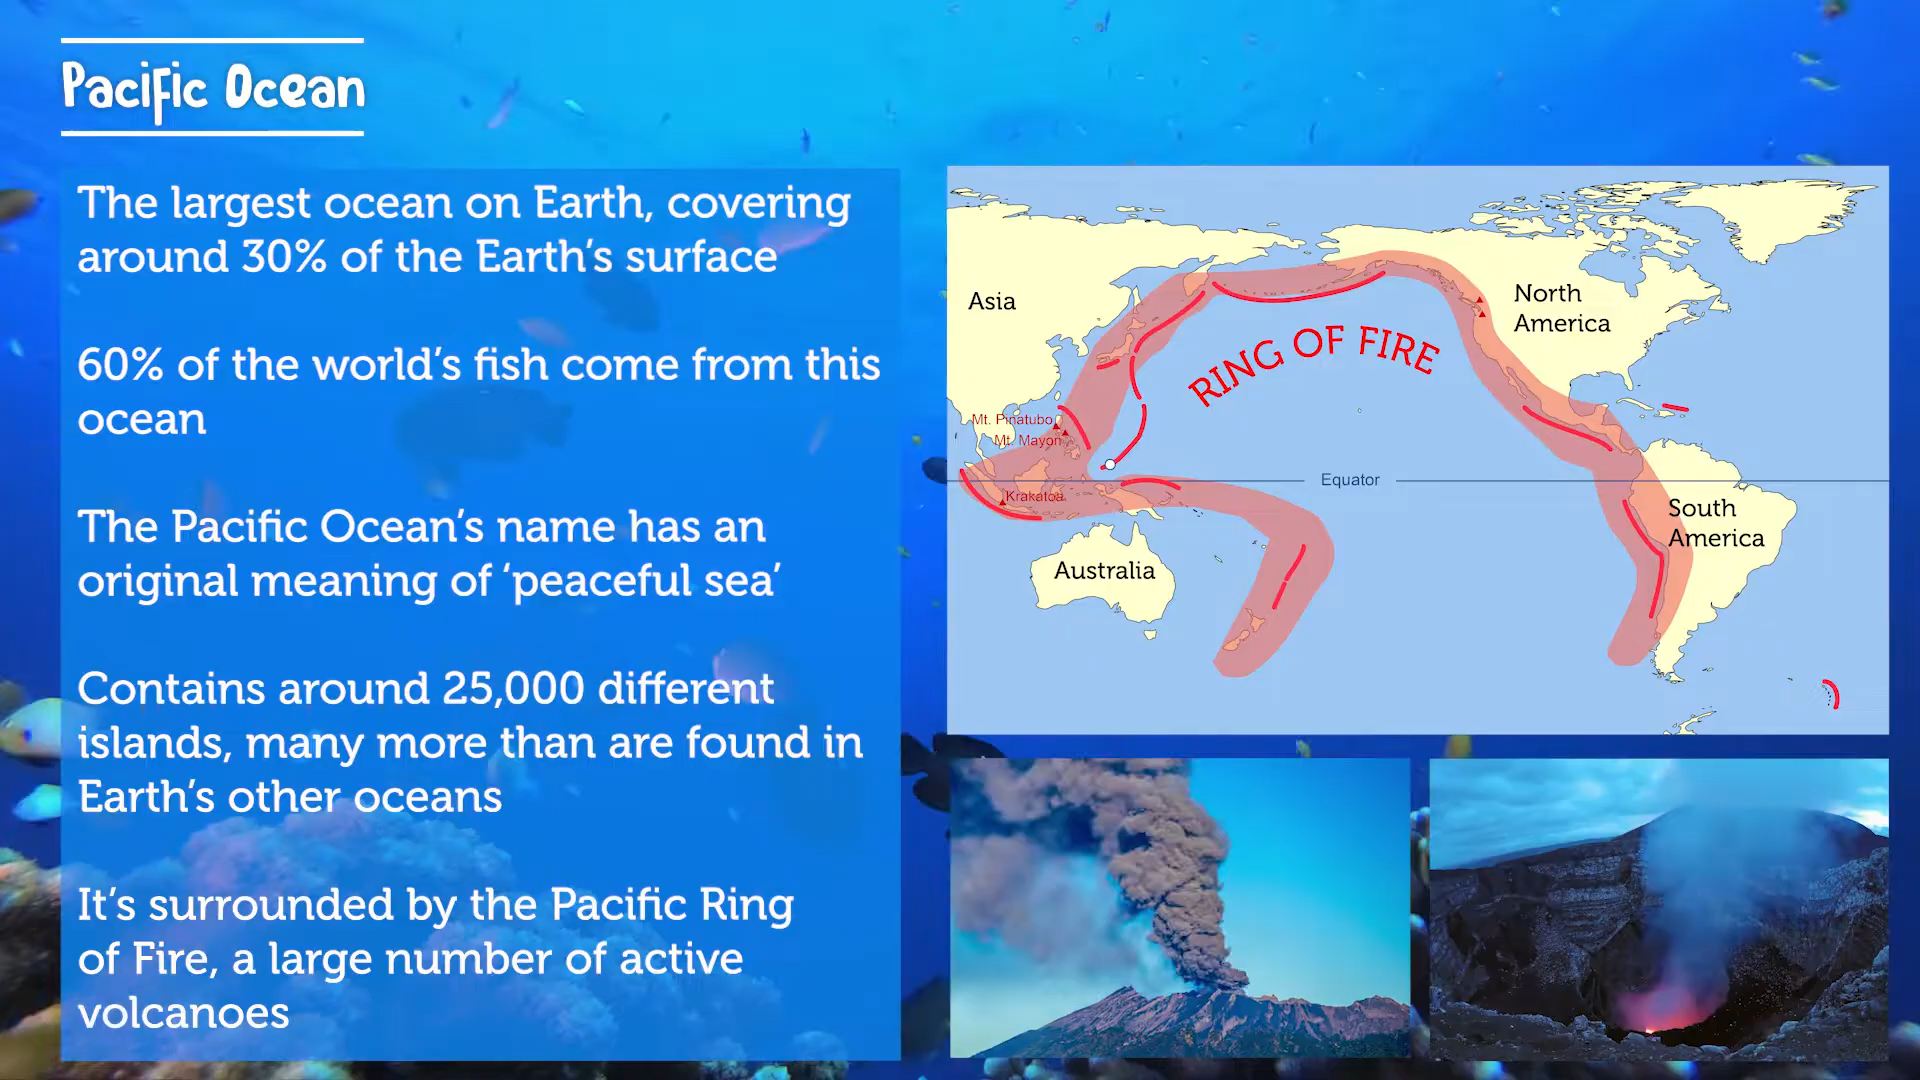 Pacific Ocean
The largest ocean on Earth, covering
around 30% of the Earth’s surface
60% of the world’s fish come from this
ocean
The Pacific Ocean’s name has an
original meaning of ‘peaceful sea’
Contains around 25,000 different
islands, many more than are found in
Earth’s other oceans
It’s surrounded by the Pacific Ring
of Fire, a large number of active
volcanoes
Asia
North
America
RING OF FIRE
Mt. Pinatubo
Mt. Mayon
Krakatoa
Equator
South
America
Australia